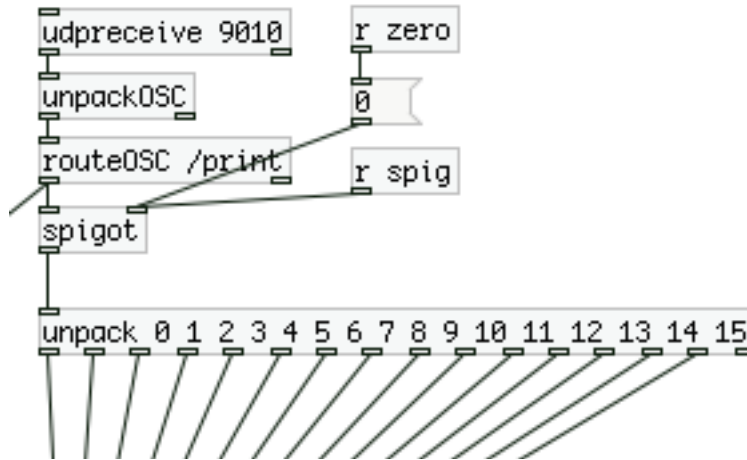 udpreceive 9010
r zero
unpackOSC
0
routeOSC /print
r spig
spigot
unpack 0 1 2 3 4 5 6 7 8 9 10 11 12 13 14 15